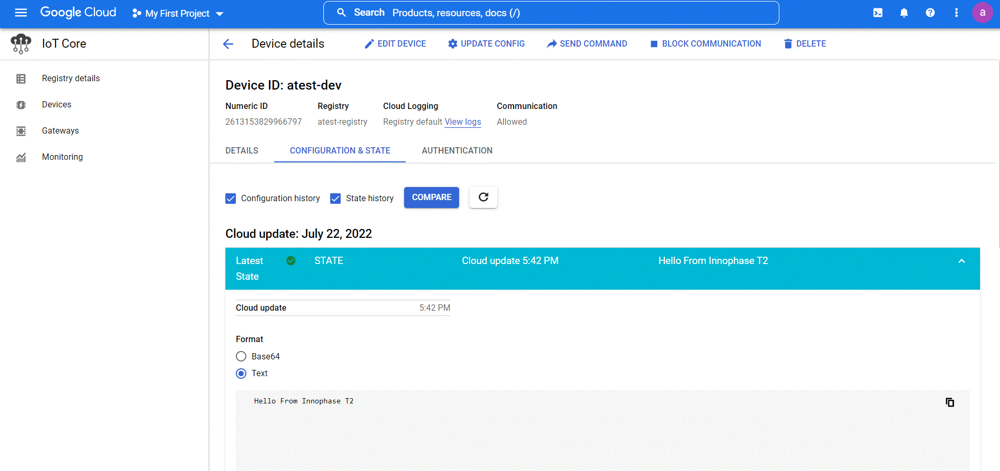 Google Cloud
My First Project
Search Products, resources, docs (/)
a
IoT Core
Device details
EDIT DEVICE
UPDATE CONFIG
SEND COMMAND
BLOCK COMMUNICATION
DELETE
Registry details
Devices
Gateways
Monitoring
Device ID: atest-dev
Numeric ID Registry Cloud Logging Communication
2613153829966797 atest-registry Registry default View logs Allowed
DETAILS CONFIGURATION & STATE AUTHENTICATION
Configuration history State history COMPARE
Cloud update: July 22, 2022
Latest State STATE Cloud update 5:42 PM Hello From Innophase T2
Cloud update 5:42 PM
Format
Base64
Text
Hello From Innophase T2